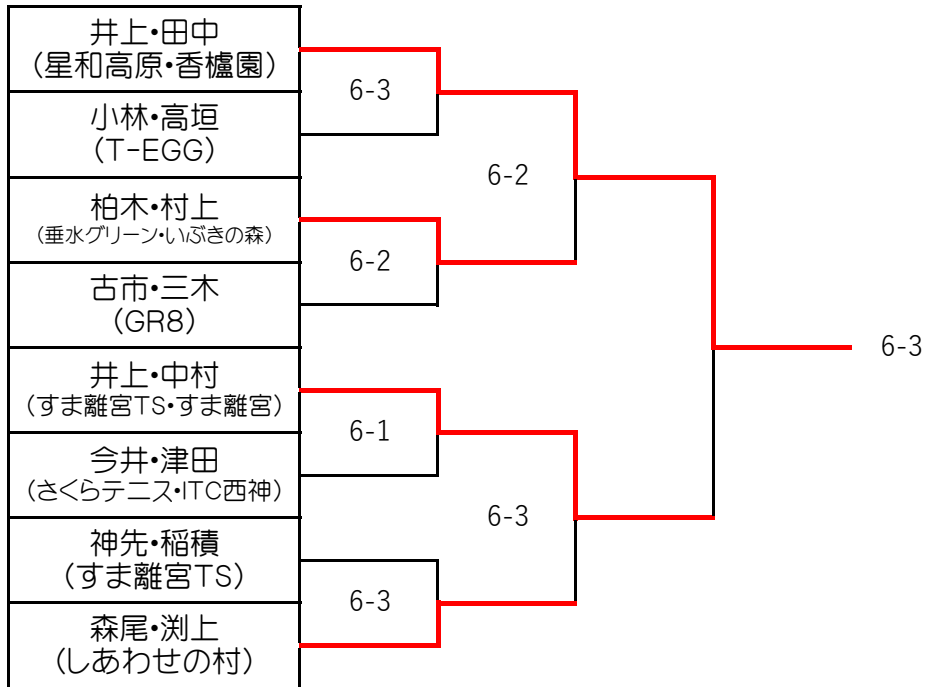 井上・田中
(星和高原・香櫨園)
小林・高垣
(T-EGG)
柏木・村上
(垂水グリーン・いぶきの森)
古市・三木
(GR8)
井上・中村
(すま離宮TS・すま離宮)
今井・津田
(さくらテニス・ITC西神)
神先・稲積
(すま離宮TS)
森尾・渕上
(しあわせの村)
6-3
6-2
6-1
6-3
6-2
6-3
6-3